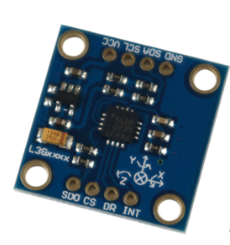 GND SDA SCL VCC
L3Gxxxx
Y
X
Z
SDO CS DR INT